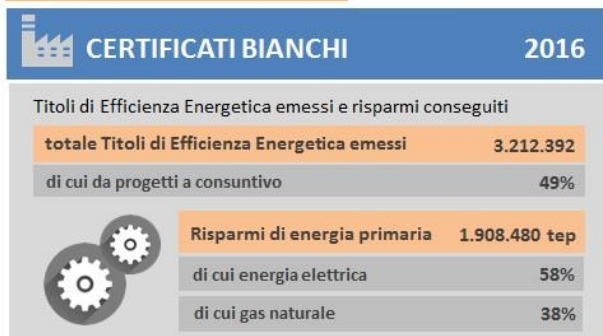 CERTIFICATI BIANCHI 2016
Titoli di Efficienza Energetica emessi e risparmi conseguiti
totale Titoli di Efficienza Energetica emessi 3.212.392
di cui da progetti a consuntivo 49%
Risparmi di energia primaria 1.908.480 tep
di cui energia elettrica 58%
di cui gas naturale 38%